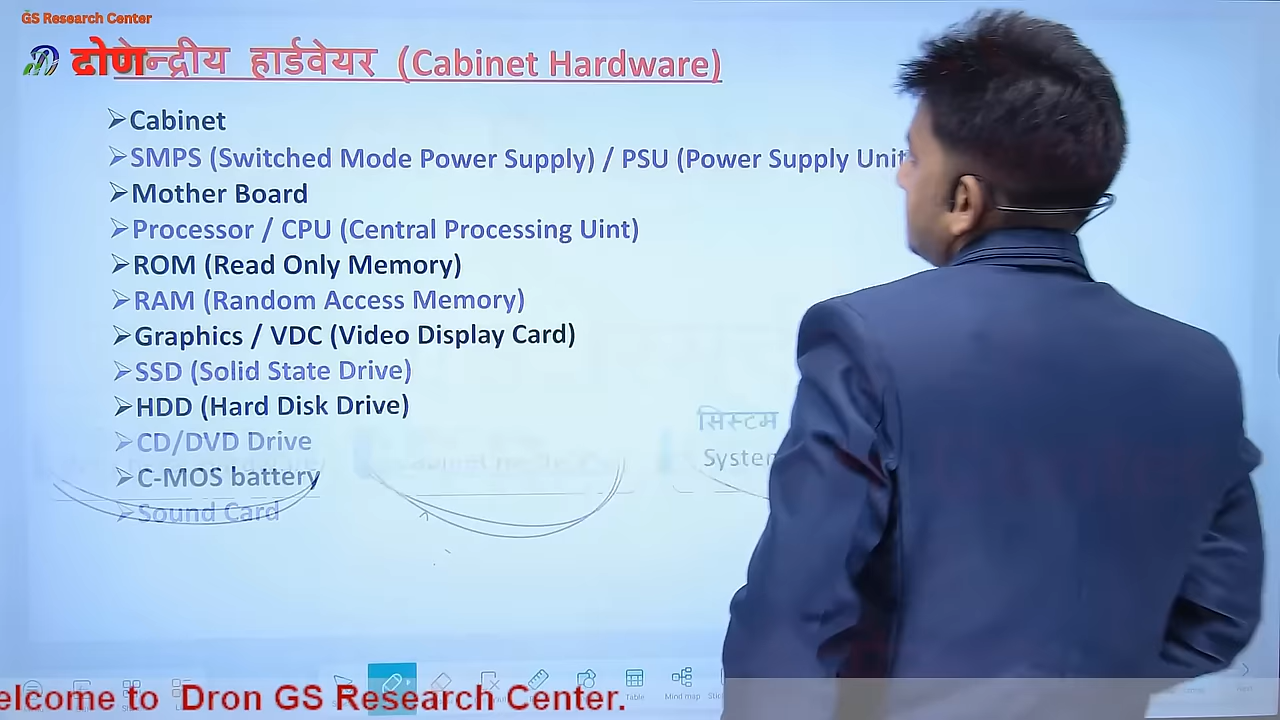 GS Research Center
ढोण
केन्द्रीय हार्डवेयर (Cabinet Hardware)
➢Cabinet
➢SMPS (Switched Mode Power Supply) / PSU (Power Supply Unit
➢Mother Board
➢Processor / CPU (Central Processing Uint)
➢ROM (Read Only Memory)
➢RAM (Random Access Memory)
➢Graphics / VDC (Video Display Card)
➢SSD (Solid State Drive)
➢HDD (Hard Disk Drive)
सिस्टम
➢CD/DVD Drive
System
➢C-MOS battery
➢Sound Card
Table
Mind map
elcome to Dron GS Research Center.